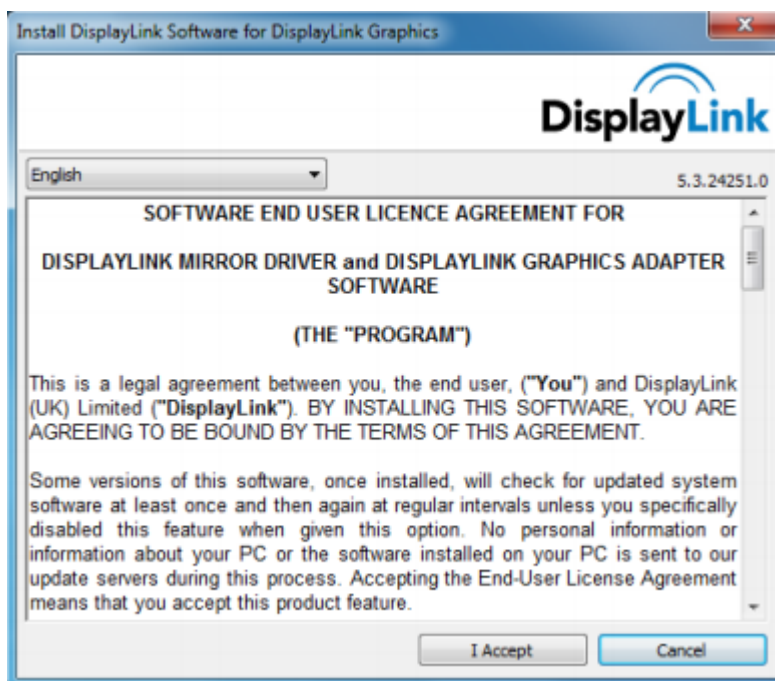 Install DisplayLink Software for DisplayLink Graphics
DisplayLink
English
5.3.24251.0
SOFTWARE END USER LICENCE AGREEMENT FOR
DISPLAYLINK MIRROR DRIVER and DISPLAYLINK GRAPHICS ADAPTER
SOFTWARE
(THE "PROGRAM")
This is a legal agreement between you, the end user, ("You") and DisplayLink
(UK) Limited ("DisplayLink"). BY INSTALLING THIS SOFTWARE, YOU ARE
AGREEING TO BE BOUND BY THE TERMS OF THIS AGREEMENT.
Some versions of this software, once installed, will check for updated system
software at least once and then again at regular intervals unless you specifically
disabled this feature when given this option. No personal information or
information about your PC or the software installed on your PC is sent to our
update servers during this process. Accepting the End-User License Agreement
means that you accept this product feature.
I Accept
Cancel